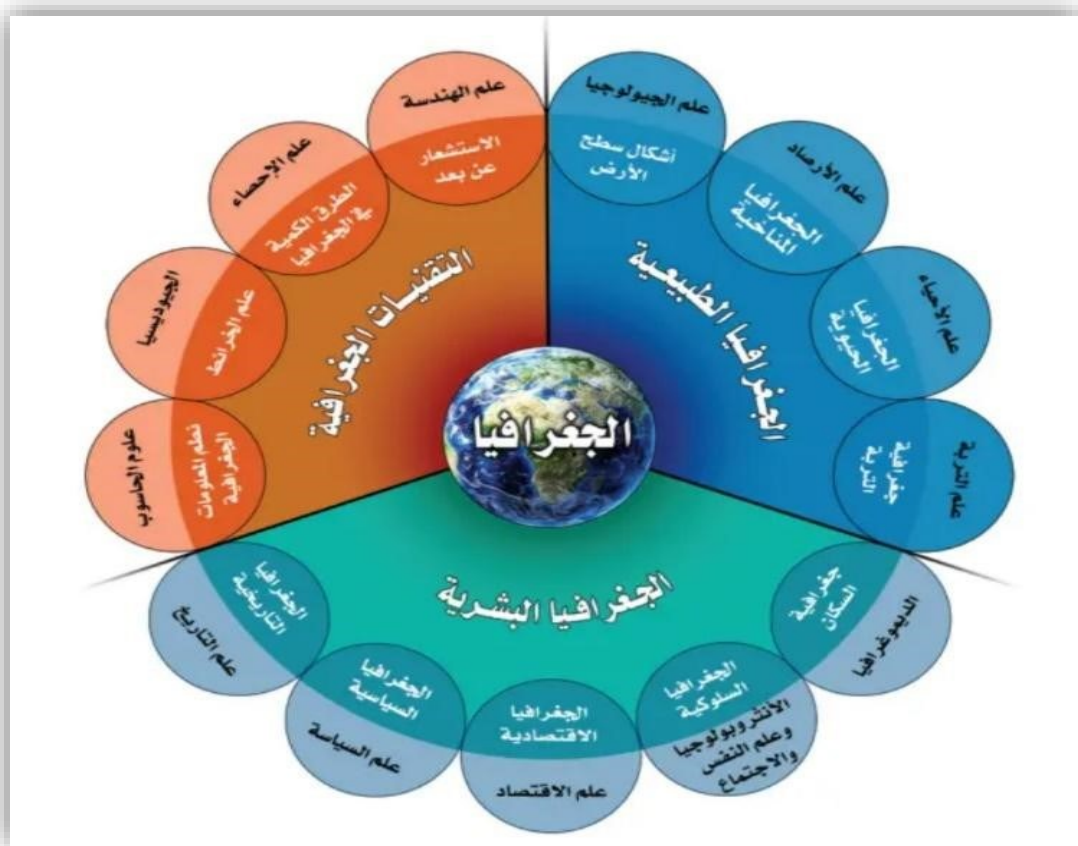 علم الهندسة
الاستشعار
عن بعد
علم الإحصاء
الطرق الكمية
في الجغرافيا
الجيوديسيا
علم الخرائط
علوم الحاسوب
نظم المعلومات
الجغرافية
التقنيات الجغرافية
علم الجيولوجيا
أشكال سطح
الأرض
علم الأرصاد
الجغرافيا
المناخية
علم الأحياء
الجغرافيا
الحيوية
علم التربة
جغرافية
التربة
الجغرافيا الطبيعية
الجغرافيا
الجغرافيا البشرية
جغرافية
السكان
الديموغرافيا
الجغرافيا
السلوكية
الأنثروبولوجيا
وعلم النفس
والاجتماع
الجغرافيا
الاقتصادية
علم الاقتصاد
الجغرافيا
السياسية
علم السياسة
الجغرافيا
التاريخية
علم التاريخ